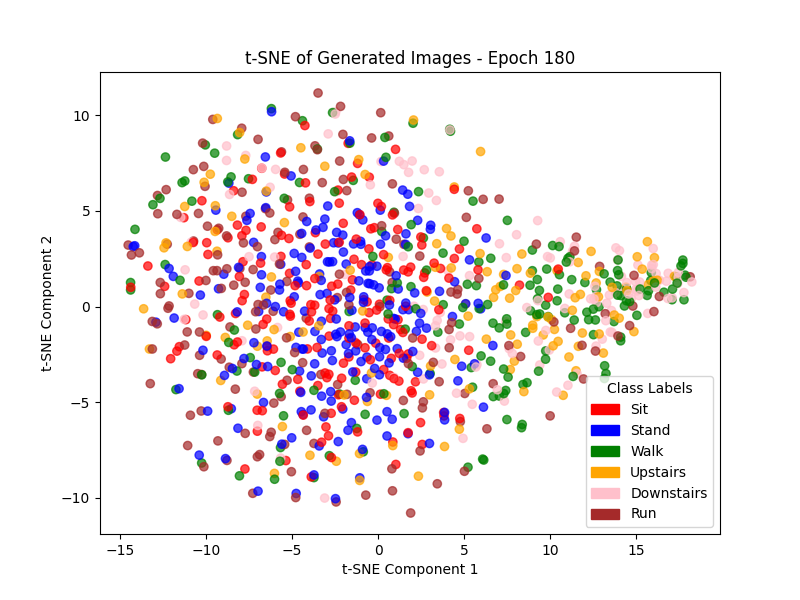 t-SNE of Generated Images - Epoch 180
10
5
0
−5
−10
t-SNE Component 2
Class Labels
Sit
Stand
Walk
Upstairs
Downstairs
Run
−15 −10 −5 0 5 10 15
t-SNE Component 1